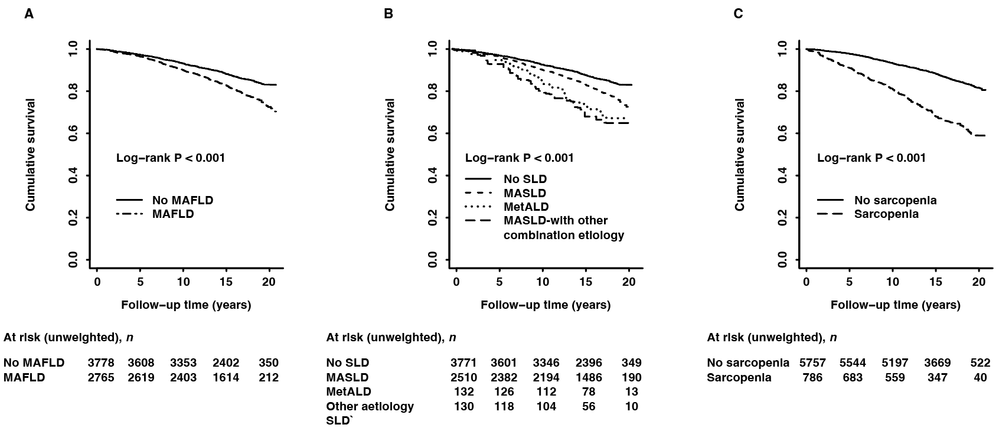 A
Cumulative survival
1.0
0.8
0.6
0.4
0.2
0.0
Log–rank P < 0.001
No MAFLD
MAFLD
0 5 10 15 20
Follow–up time (years)
At risk (unweighted), n
No MAFLD 3778 3608 3353 2402 350
MAFLD 2765 2619 2403 1614 212
B
Cumulative survival
1.0
0.8
0.6
0.4
0.2
0.0
Log–rank P < 0.001
No SLD
MASLD
MetALD
MASLD-with other
combination etiology
0 5 10 15 20
Follow–up time (years)
At risk (unweighted), n
No SLD 3771 3601 3346 2396 349
MASLD 2510 2382 2194 1486 190
MetALD 132 126 112 78 13
Other aetiology 130 118 104 56 10
SLD`
C
Cumulative survival
1.0
0.8
0.6
0.4
0.2
0.0
Log–rank P < 0.001
No sarcopenia
Sarcopenia
0 5 10 15 20
Follow–up time (years)
At risk (unweighted), n
No sarcopenia 5757 5544 5197 3669 522
Sarcopenia 786 683 559 347 40